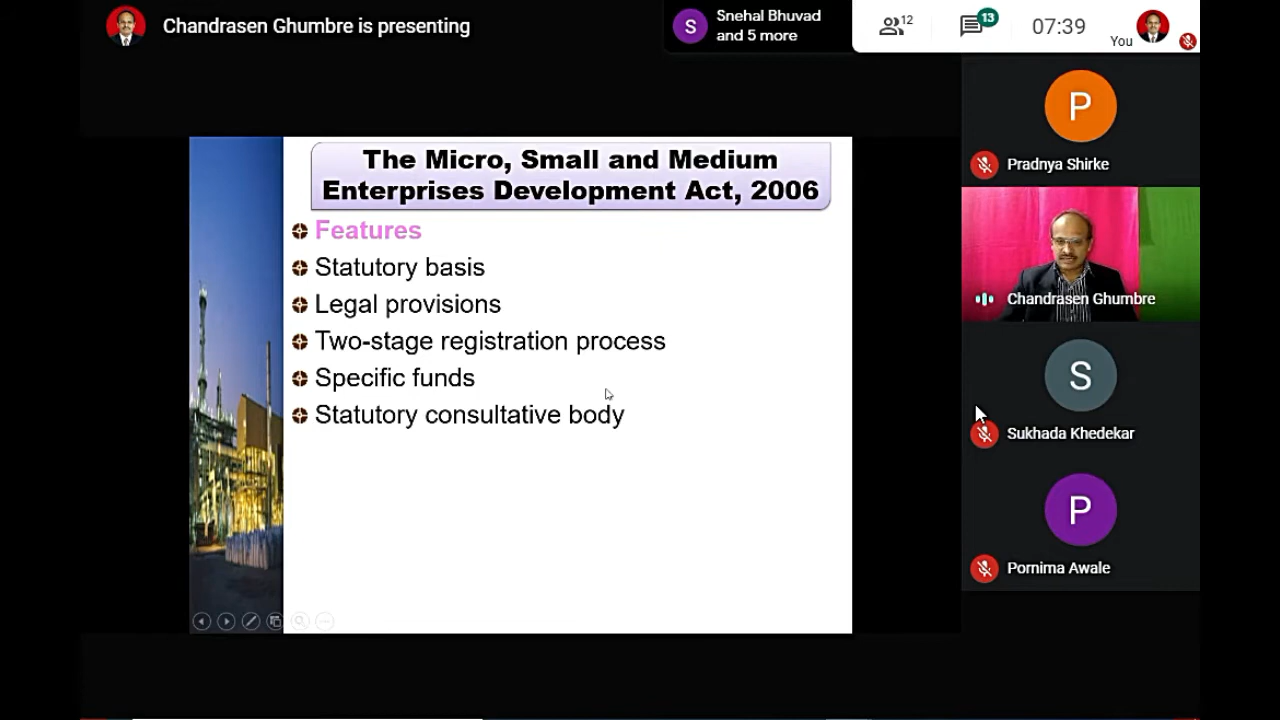 Chandrasen Ghumbre is presenting
S
Snehal Bhuvad
and 5 more
12
13
07:39
You
The Micro, Small and Medium
Enterprises Development Act, 2006
Features
Statutory basis
Legal provisions
Two-stage registration process
Specific funds
Statutory consultative body
P
Pradnya Shirke
Chandrasen Ghumbre
S
Sukhada Khedekar
P
Pornima Awale